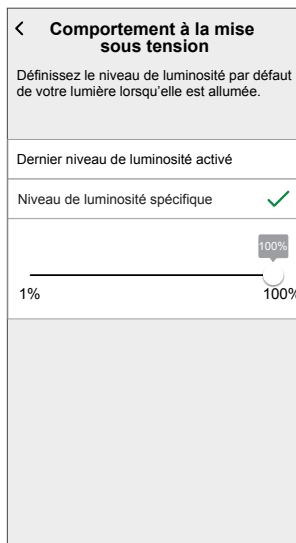 Comportement à la mise
sous tension
Définissez le niveau de luminosité par défaut
de votre lumière lorsqu'elle est allumée.
Dernier niveau de luminosité activé
Niveau de luminosité spécifique
100%
1%
100%